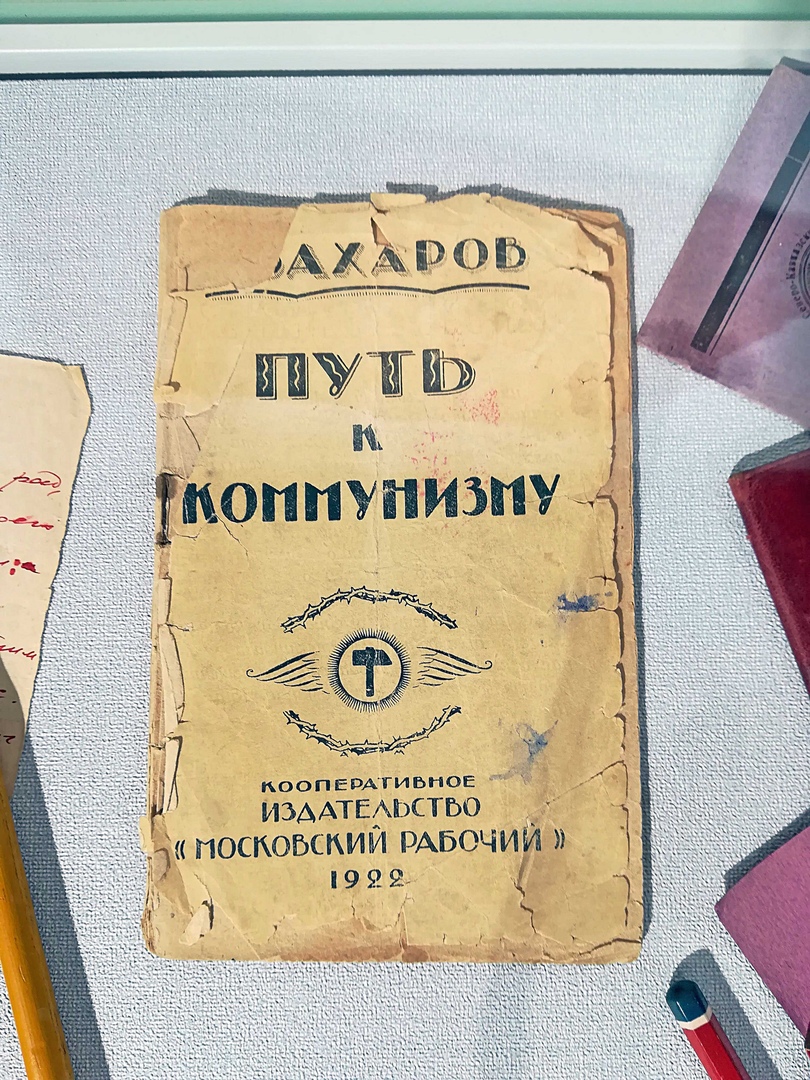 ЗАХАРОВ
ПУТЬ
К
КОММУНИЗМУ
КООПЕРАТИВНОЕ
ИЗДАТЕЛЬСТВО
« МОСКОВСКИЙ РАБОЧИЙ »
1922